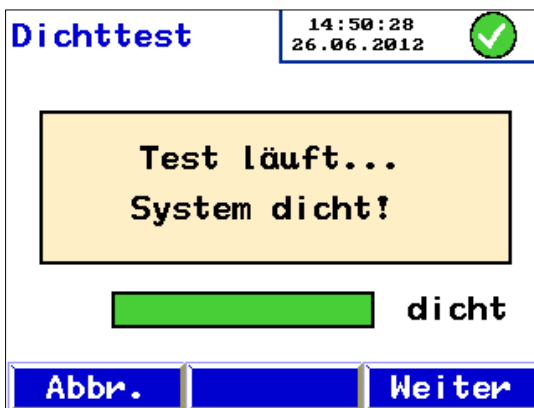 Dichttest
14:50:28
26.06.2012
Test läuft...
System dicht!
dicht
Abbr.
Weiter